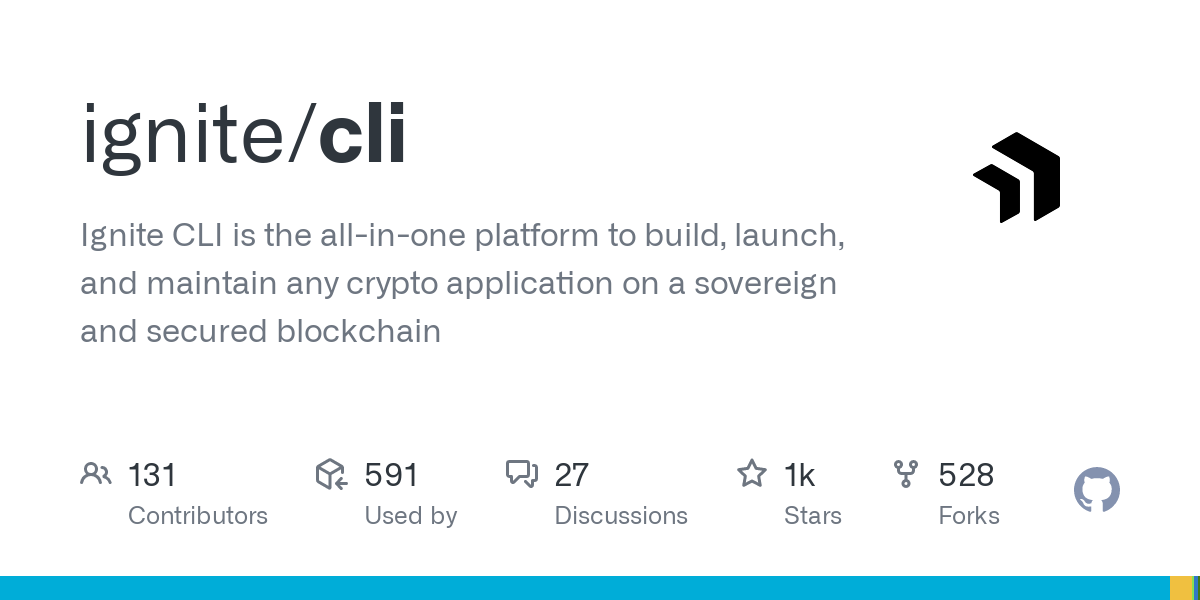 ignite/cli
Ignite CLI is the all-in-one platform to build, launch,
and maintain any crypto application on a sovereign
and secured blockchain
131 591 27 1k 528
Contributors Used by Discussions Stars Forks